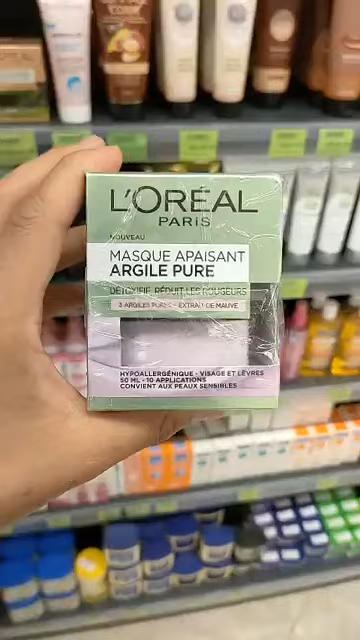 L'ORÉAL
PARIS
NOUVEAU
MASQUE APAISANT
ARGILE PURE
DÉTOXIFIE, RÉDUIT LES ROUGEURS
3 ARGILES PURES - EXTRAIT DE MAUVE
HYPOALLERGÉNIQUE - VISAGE ET LÈVRES
50 ML - 10 APPLICATIONS
CONVIENT AUX PEAUX SENSIBLES